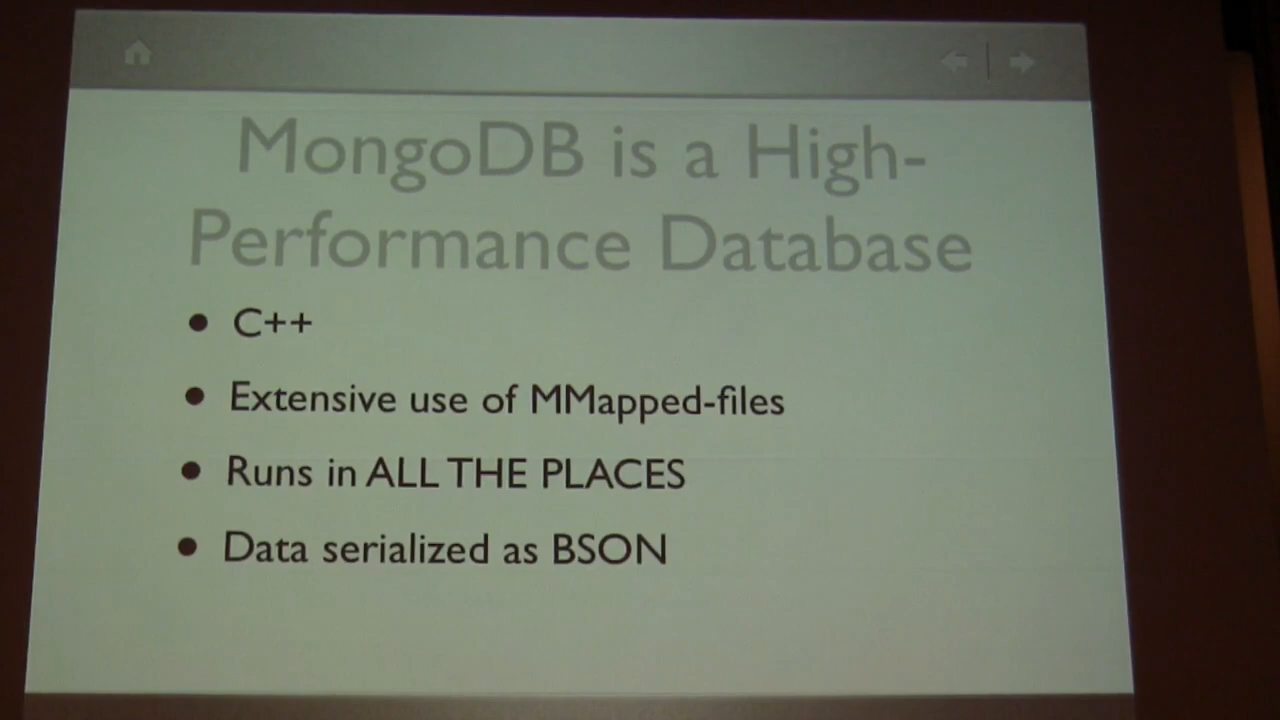 MongoDB is a High-
Performance Database
• C++
• Extensive use of MMapped-files
• Runs in ALL THE PLACES
• Data serialized as BSON